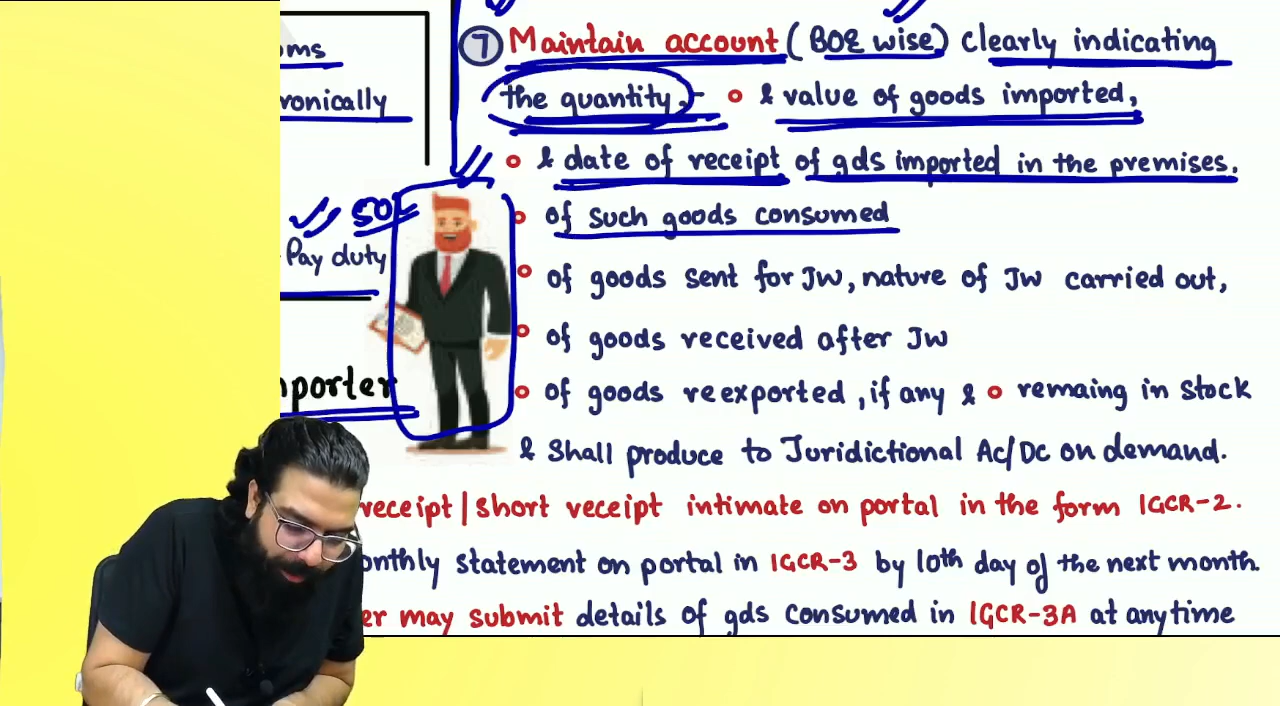 oms
ronically
50
Pay duty
mporter
7 Maintain account (BOE wise) clearly indicating
the quantity, & value of goods imported,
& date of receipt of gds imported in the premises.
of such goods consumed
of goods sent for JW, nature of JW carried out,
of goods received after JW
of goods reexported, if any & remaing in Stock
& Shall produce to Juridictional Ac/Dc on demand.
receipt | Short receipt intimate on portal in the form IGCR-2.
onthly statement on portal in IGCR-3 by 10th day of the next month.
er may submit details of gds consumed in IGCR-3A at anytime